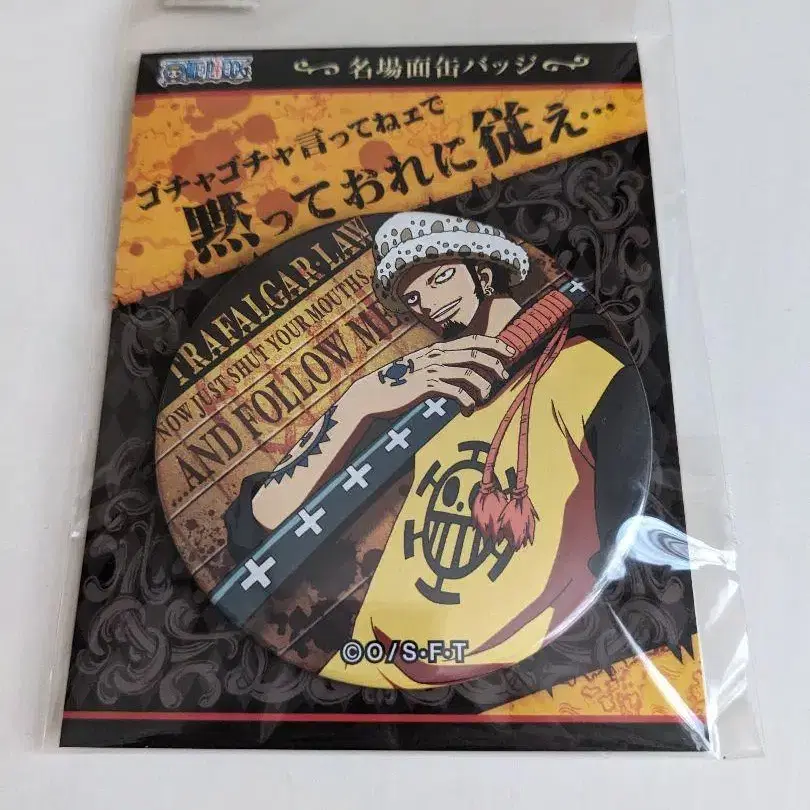 ONE PIECE
名場面缶バッジ
ゴチャゴチャ言ってねェで
黙っておれに従え…
TRAFALGAR·LAW
NOW JUST SHUT YOUR MOUTHS
...AND FOLLOW ME
©O/S·F·T